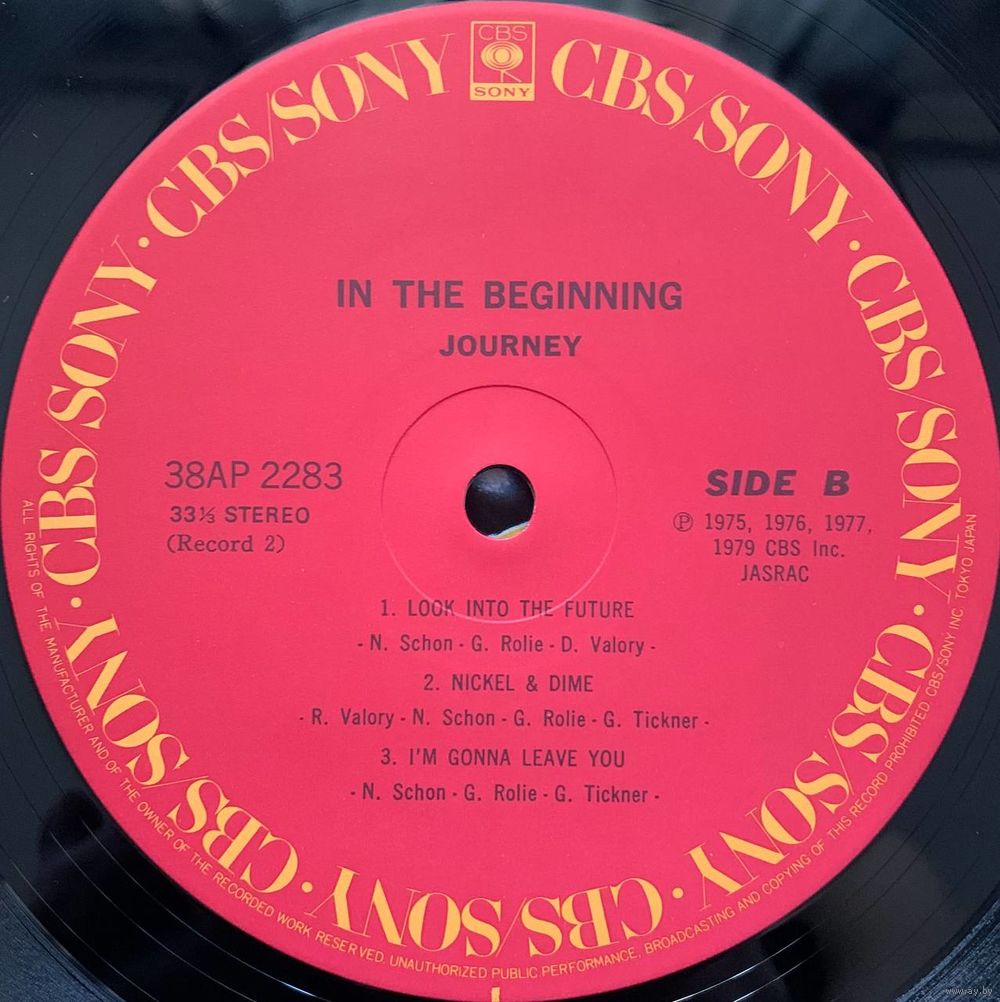 CBS
SONY
CBS/SONY · CBS/SONY · CBS/SONY · CBS/SONY · CBS/SONY · CBS/SONY · CBS/SONY · CBS/SONY · CBS/SONY
IN THE BEGINNING
JOURNEY
38AP 2283
33⅓ STEREO
(Record 2)
SIDE B
Ⓟ 1975, 1976, 1977,
1979 CBS Inc.
JASRAC
1. LOOK INTO THE FUTURE
- N. Schon - G. Rolie - D. Valory -
2. NICKEL & DIME
- R. Valory - N. Schon - G. Rolie - G. Tickner -
3. I'M GONNA LEAVE YOU
- N. Schon - G. Rolie - G. Tickner -
ALL RIGHTS OF THE MANUFACTURER AND OF THE OWNER OF THE RECORDED WORK RESERVED. UNAUTHORIZED PUBLIC PERFORMANCE, BROADCASTING AND COPYING OF THIS RECORD PROHIBITED CBS/SONY INC. TOKYO JAPAN
www.ay.by